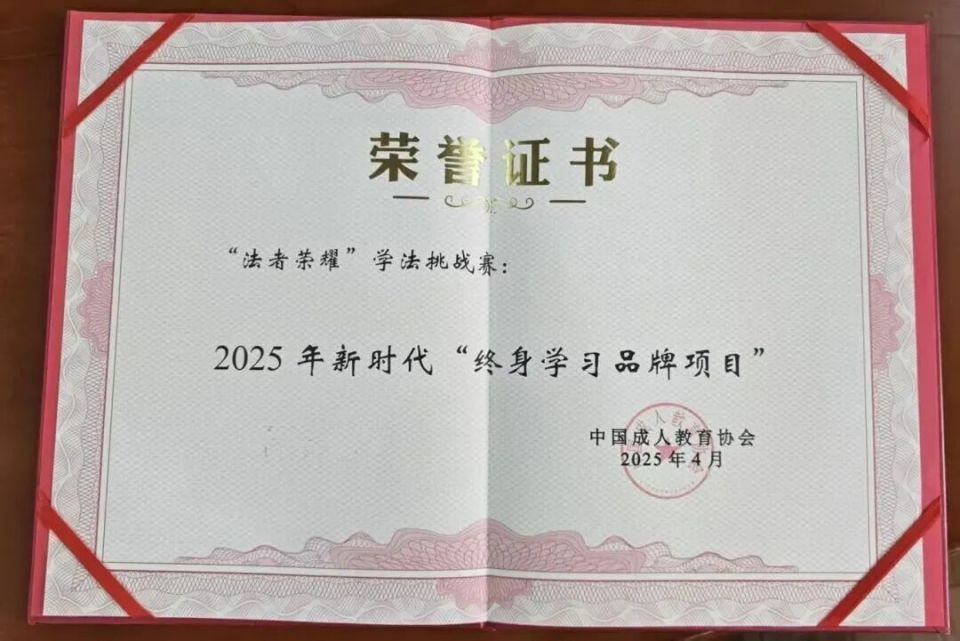 荣誉证书
“法者荣耀”学法挑战赛：
2025年新时代“终身学习品牌项目”
中国成人教育协会
2025年4月